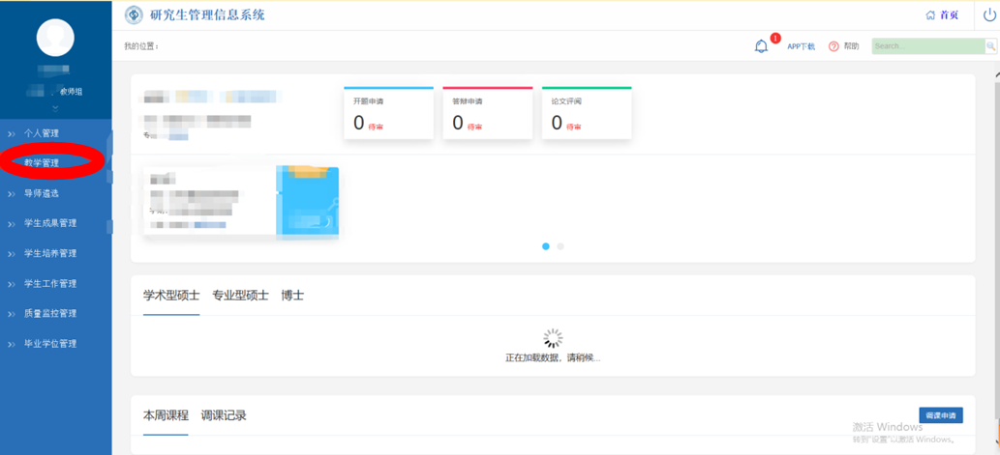 研究生管理信息系统
首页
我的位置：
1
APP下载
帮助
Search...
教师组
个人管理
教学管理
导师遴选
学生成果管理
学生培养管理
学生工作管理
质量监控管理
毕业学位管理
开题申请
0 待审
答辩申请
0 待审
论文评阅
0 待审
学术型硕士 专业型硕士 博士
正在加载数据，请稍候...
本周课程 调课记录
调课申请
激活 Windows
转到"设置"以激活 Windows。